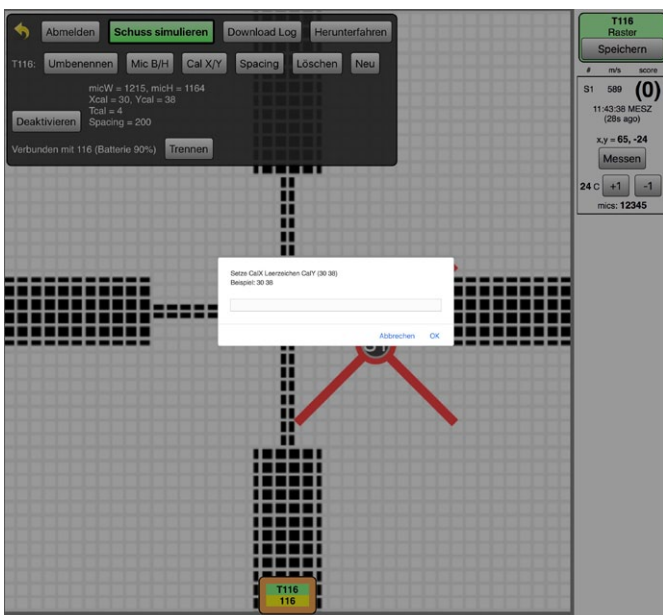 Abmelden Schuss simulieren Download Log Herunterfahren
T116: Umbenennen Mic B/H Cal X/Y Spacing Löschen Neu
micW = 1215, micH = 1164
Xcal = 30, Ycal = 38
Tcal = 4
Deaktivieren Spacing = 200
Verbunden mit 116 (Batterie 90%) Trennen
Setze CalX Leerzeichen CalY (30 38)
Beispiel: 30 38
Abbrechen OK
T116
116
T116
Raster
Speichern
# m/s score
S1 589 (0)
11:43:38 MESZ
(28s ago)
x,y = 65, -24
Messen
24 C +1 -1
mics: 12345